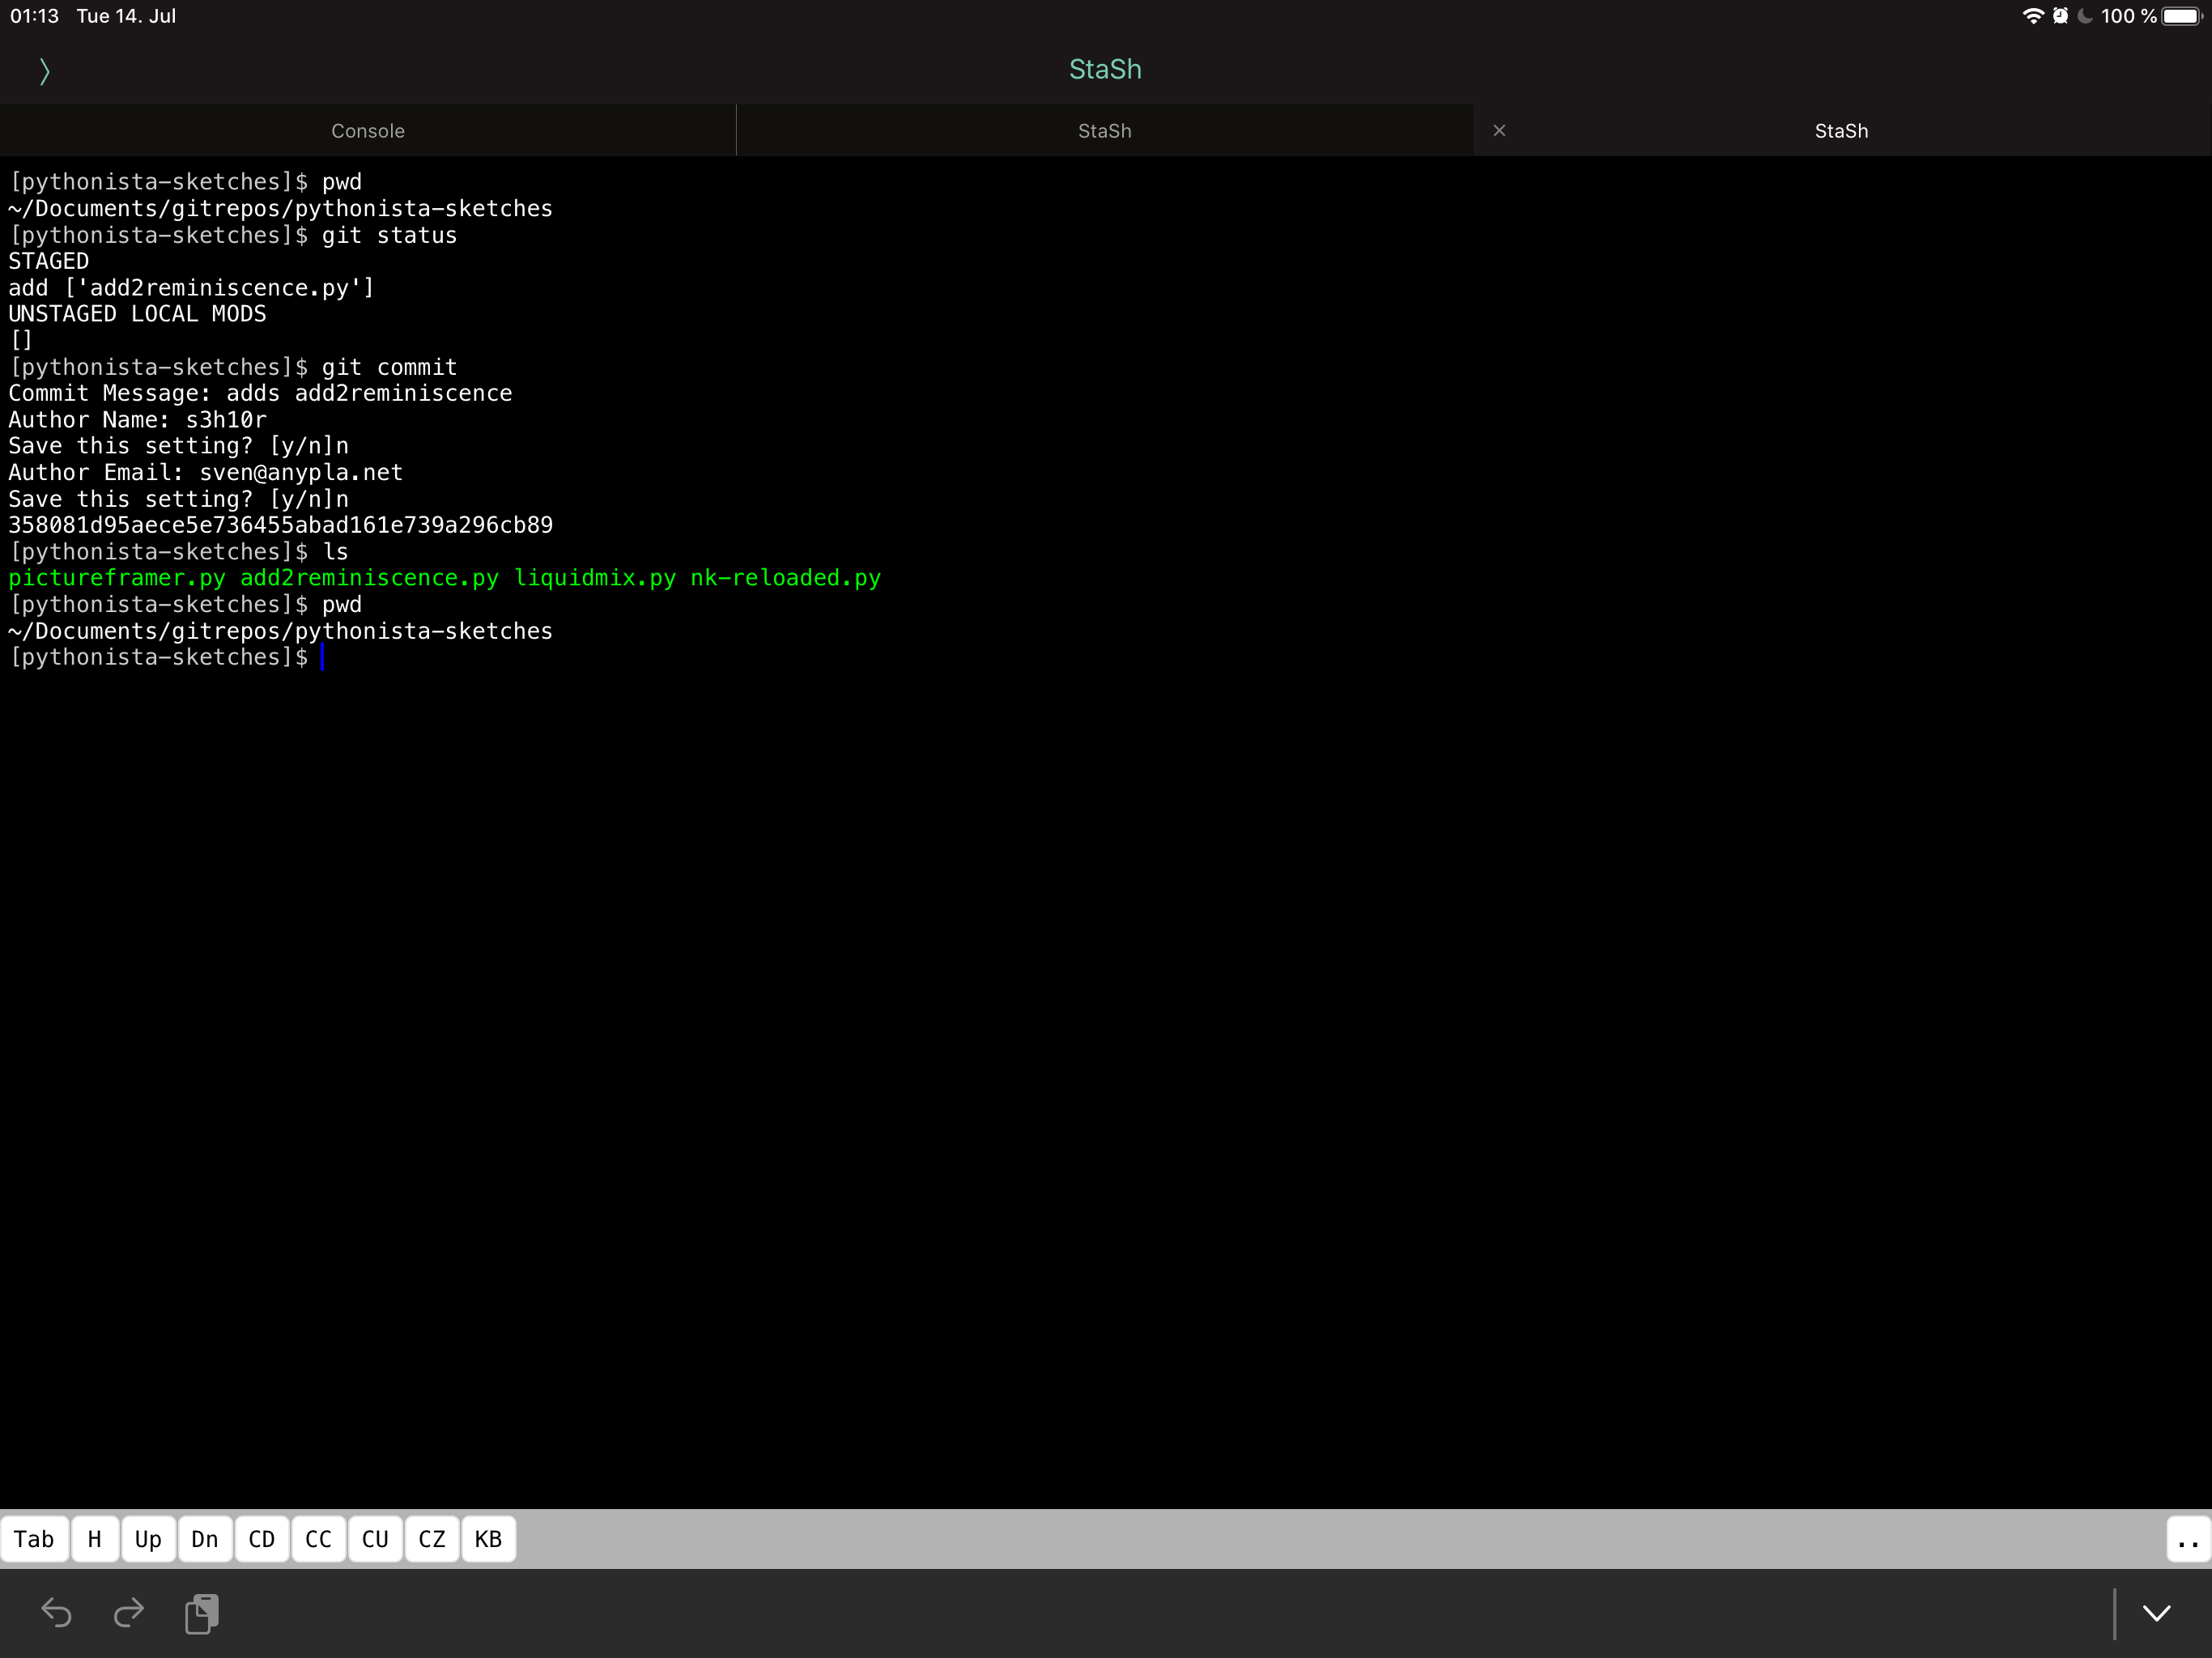 01:13 Tue 14. Jul 100 %
StaSh
Console StaSh × StaSh
[pythonista-sketches]$ pwd
~/Documents/gitrepos/pythonista-sketches
[pythonista-sketches]$ git status
STAGED
add ['add2reminiscence.py']
UNSTAGED LOCAL MODS
[]
[pythonista-sketches]$ git commit
Commit Message: adds add2reminiscence
Author Name: s3h10r
Save this setting? [y/n]n
Author Email: sven@anypla.net
Save this setting? [y/n]n
358081d95aece5e736455abad161e739a296cb89
[pythonista-sketches]$ ls
pictureframer.py add2reminiscence.py liquidmix.py nk-reloaded.py
[pythonista-sketches]$ pwd
~/Documents/gitrepos/pythonista-sketches
[pythonista-sketches]$
Tab H Up Dn CD CC CU CZ KB ..